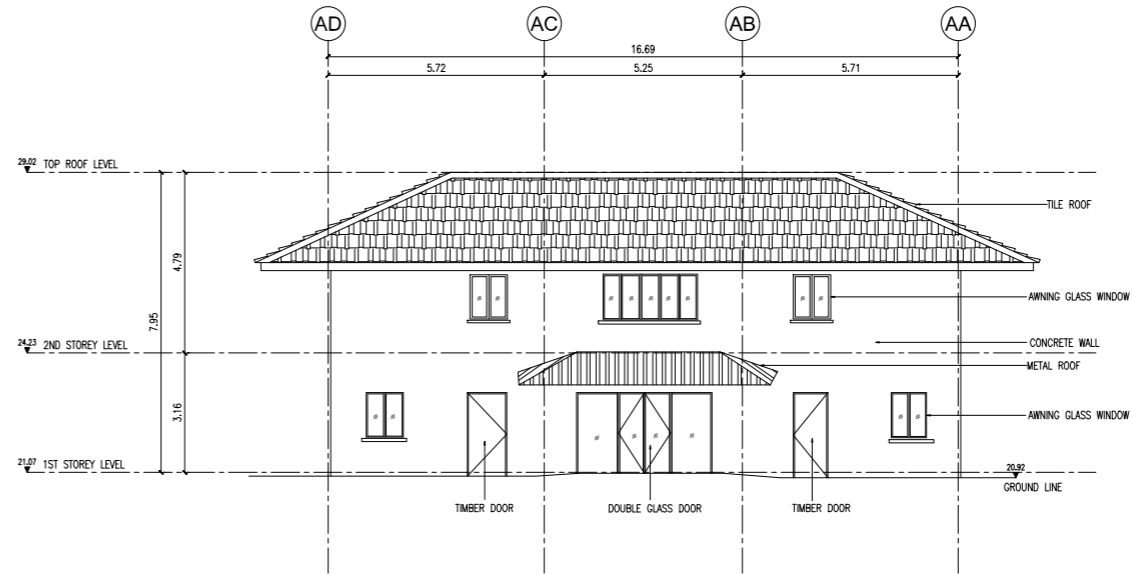 AD
AC
AB
AA
16.69
5.72
5.25
5.71
29.02 TOP ROOF LEVEL
TILE ROOF
4.79
7.95
AWNING GLASS WINDOW
24.23 2ND STOREY LEVEL
CONCRETE WALL
METAL ROOF
3.16
AWNING GLASS WINDOW
21.07 1ST STOREY LEVEL
20.92
GROUND LINE
TIMBER DOOR
DOUBLE GLASS DOOR
TIMBER DOOR